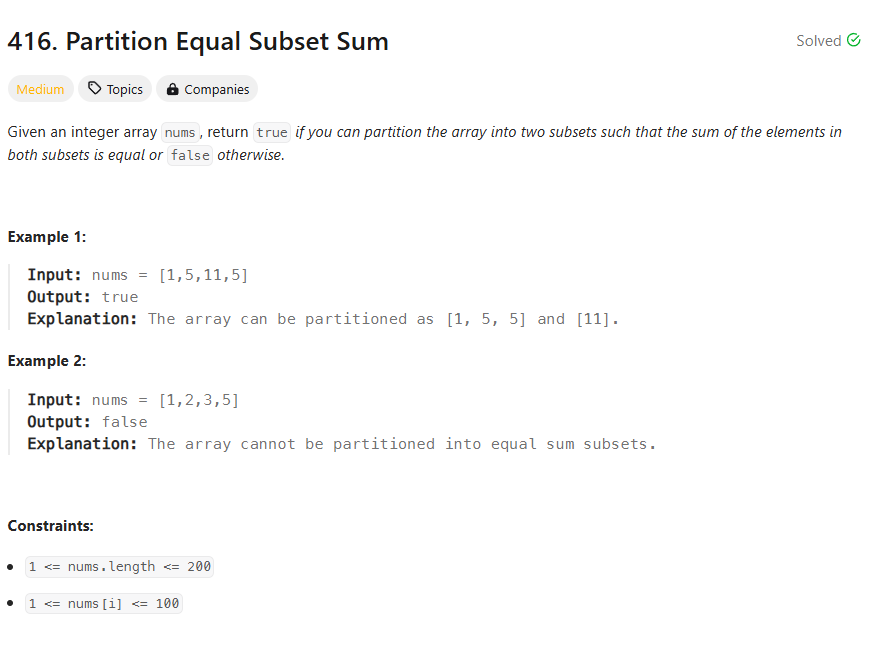 416. Partition Equal Subset Sum
Solved
Medium
Topics
Companies
Given an integer array nums, return true if you can partition the array into two subsets such that the sum of the elements in
both subsets is equal or false otherwise.
Example 1:
Input: nums = [1,5,11,5]
Output: true
Explanation: The array can be partitioned as [1, 5, 5] and [11].
Example 2:
Input: nums = [1,2,3,5]
Output: false
Explanation: The array cannot be partitioned into equal sum subsets.
Constraints:
1 <= nums.length <= 200
1 <= nums[i] <= 100